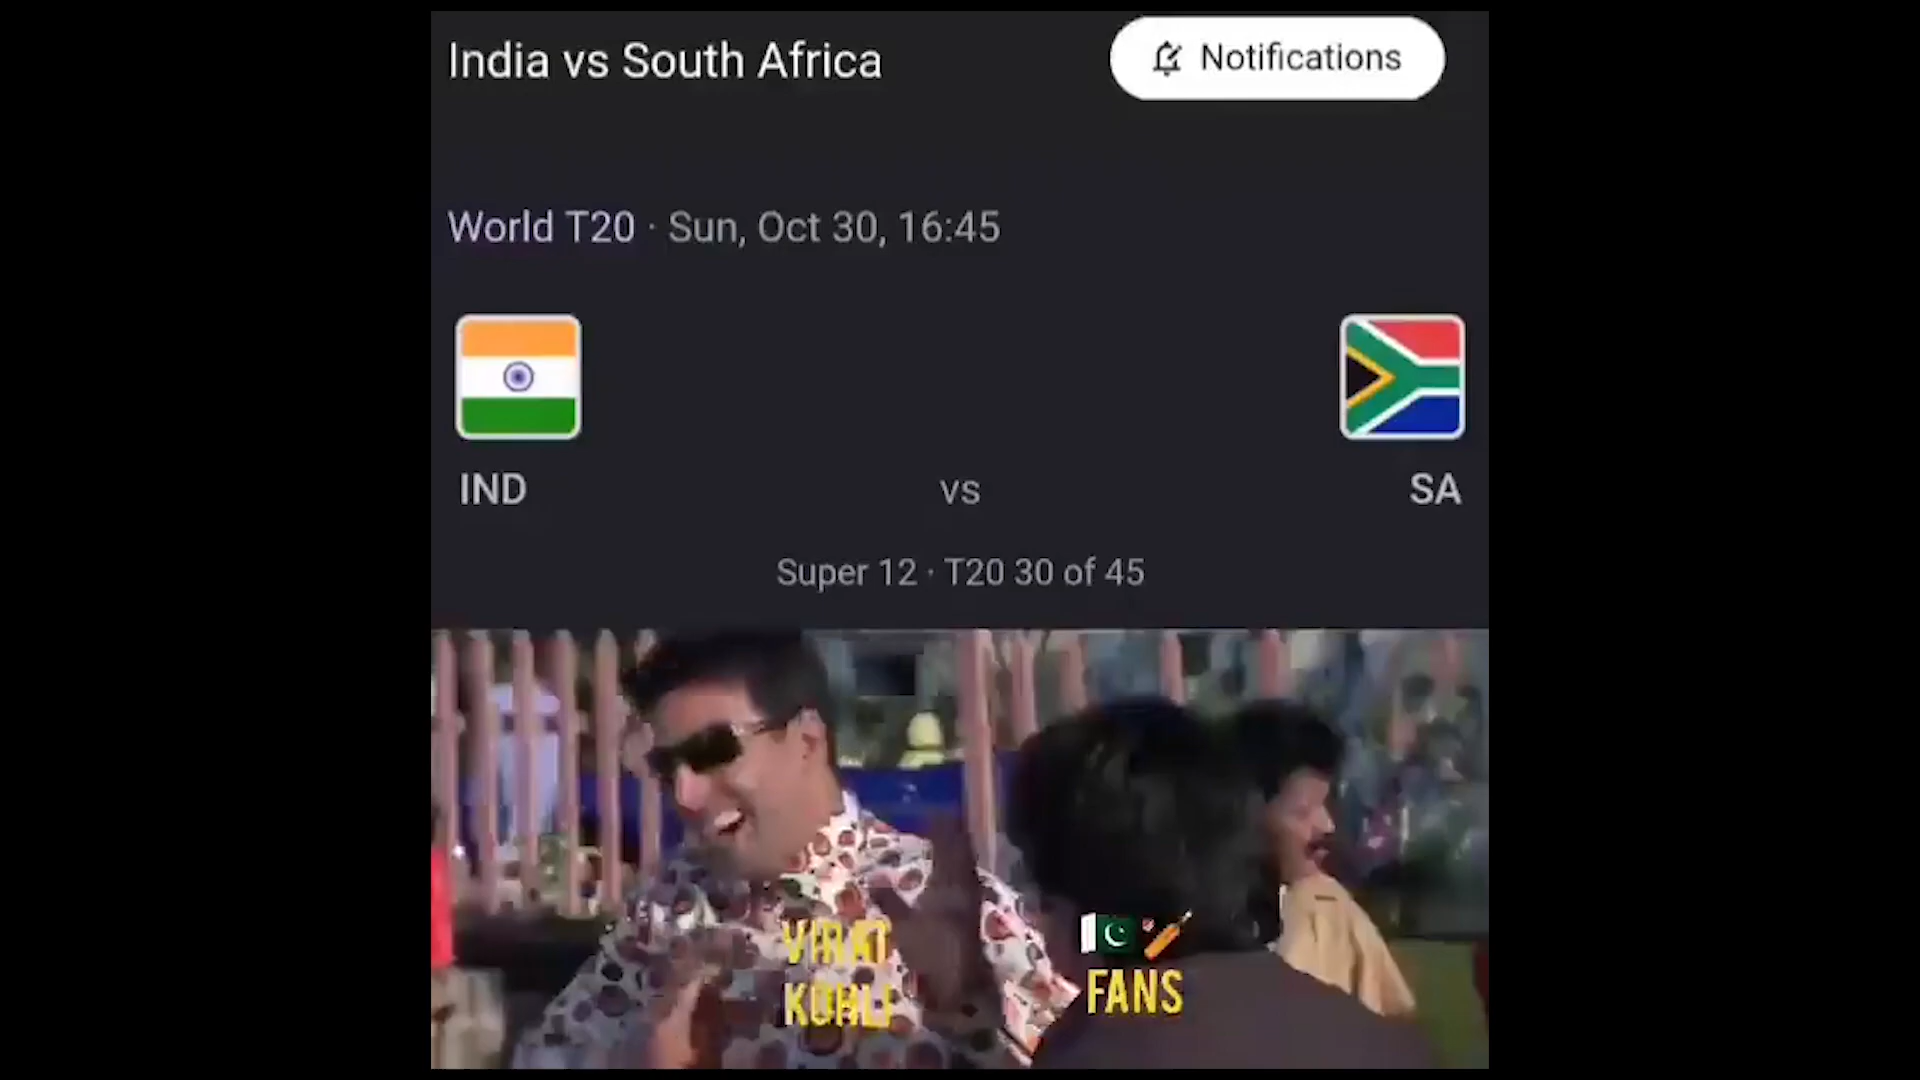 India vs South Africa
Notifications
World T20 · Sun, Oct 30, 16:45
IND
vs
SA
Super 12 · T20 30 of 45
VIRAT
KOHLI
FANS